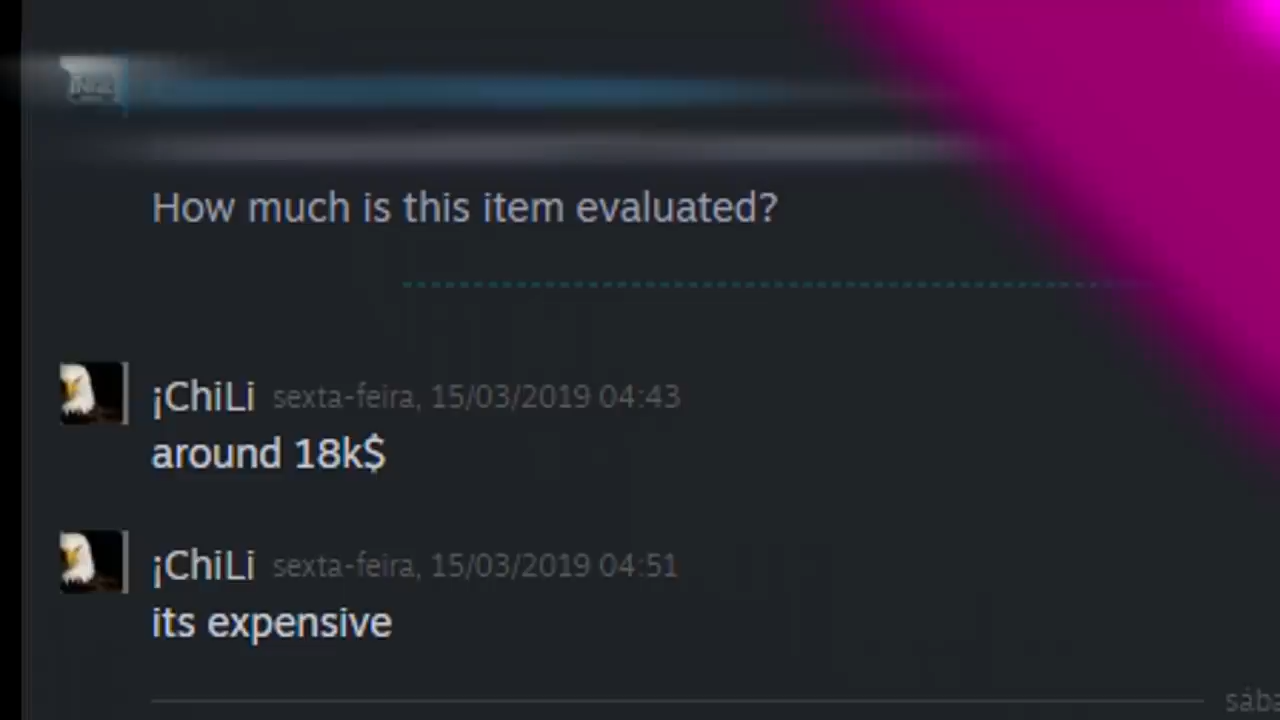 How much is this item evaluated?
¡ChiLi sexta-feira, 15/03/2019 04:43
around 18k$
¡ChiLi sexta-feira, 15/03/2019 04:51
its expensive